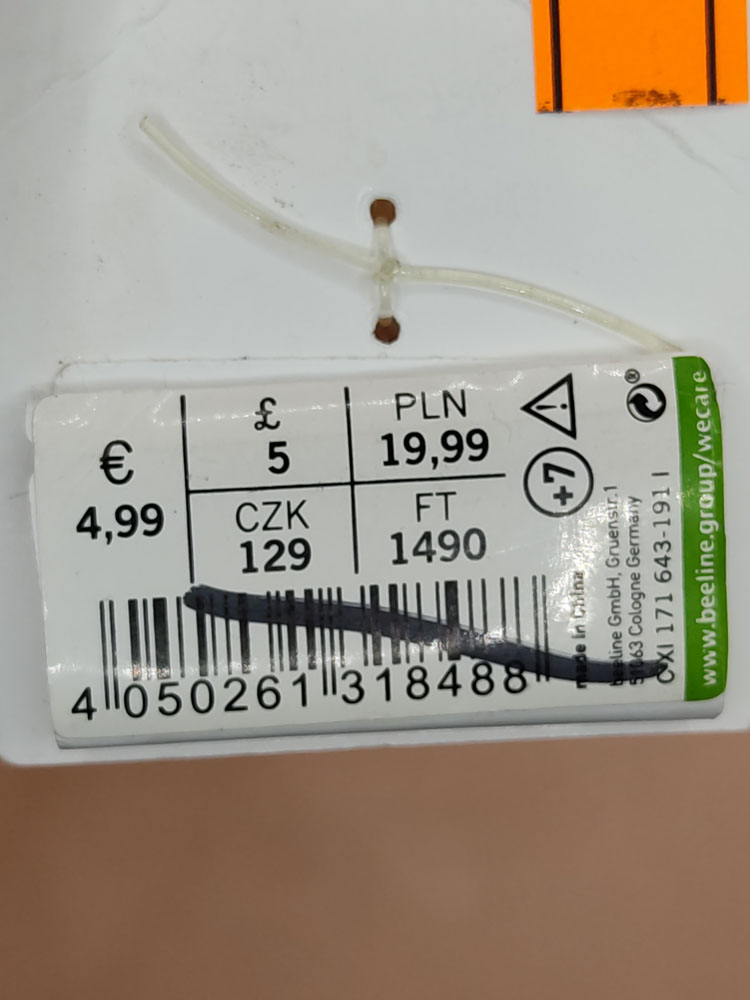 €
4,99
£
5
PLN
19,99
CZK
129
FT
1490
+7
4 050261 318488
made in China
beeline GmbH, Gruenstr. 1
51063 Cologne Germany
171 643-191 I
www.beeline.group/wecare